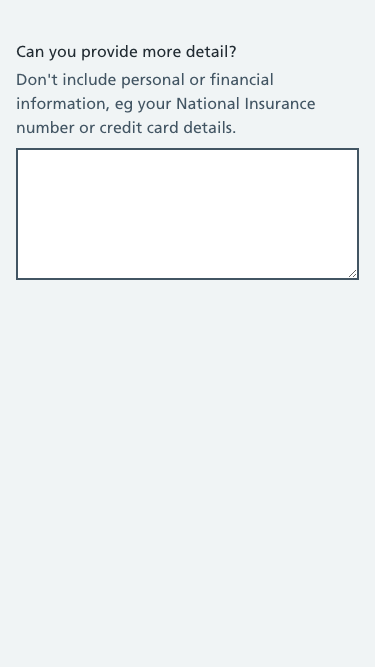 Can you provide more detail?
Don't include personal or financial
information, eg your National Insurance
number or credit card details.